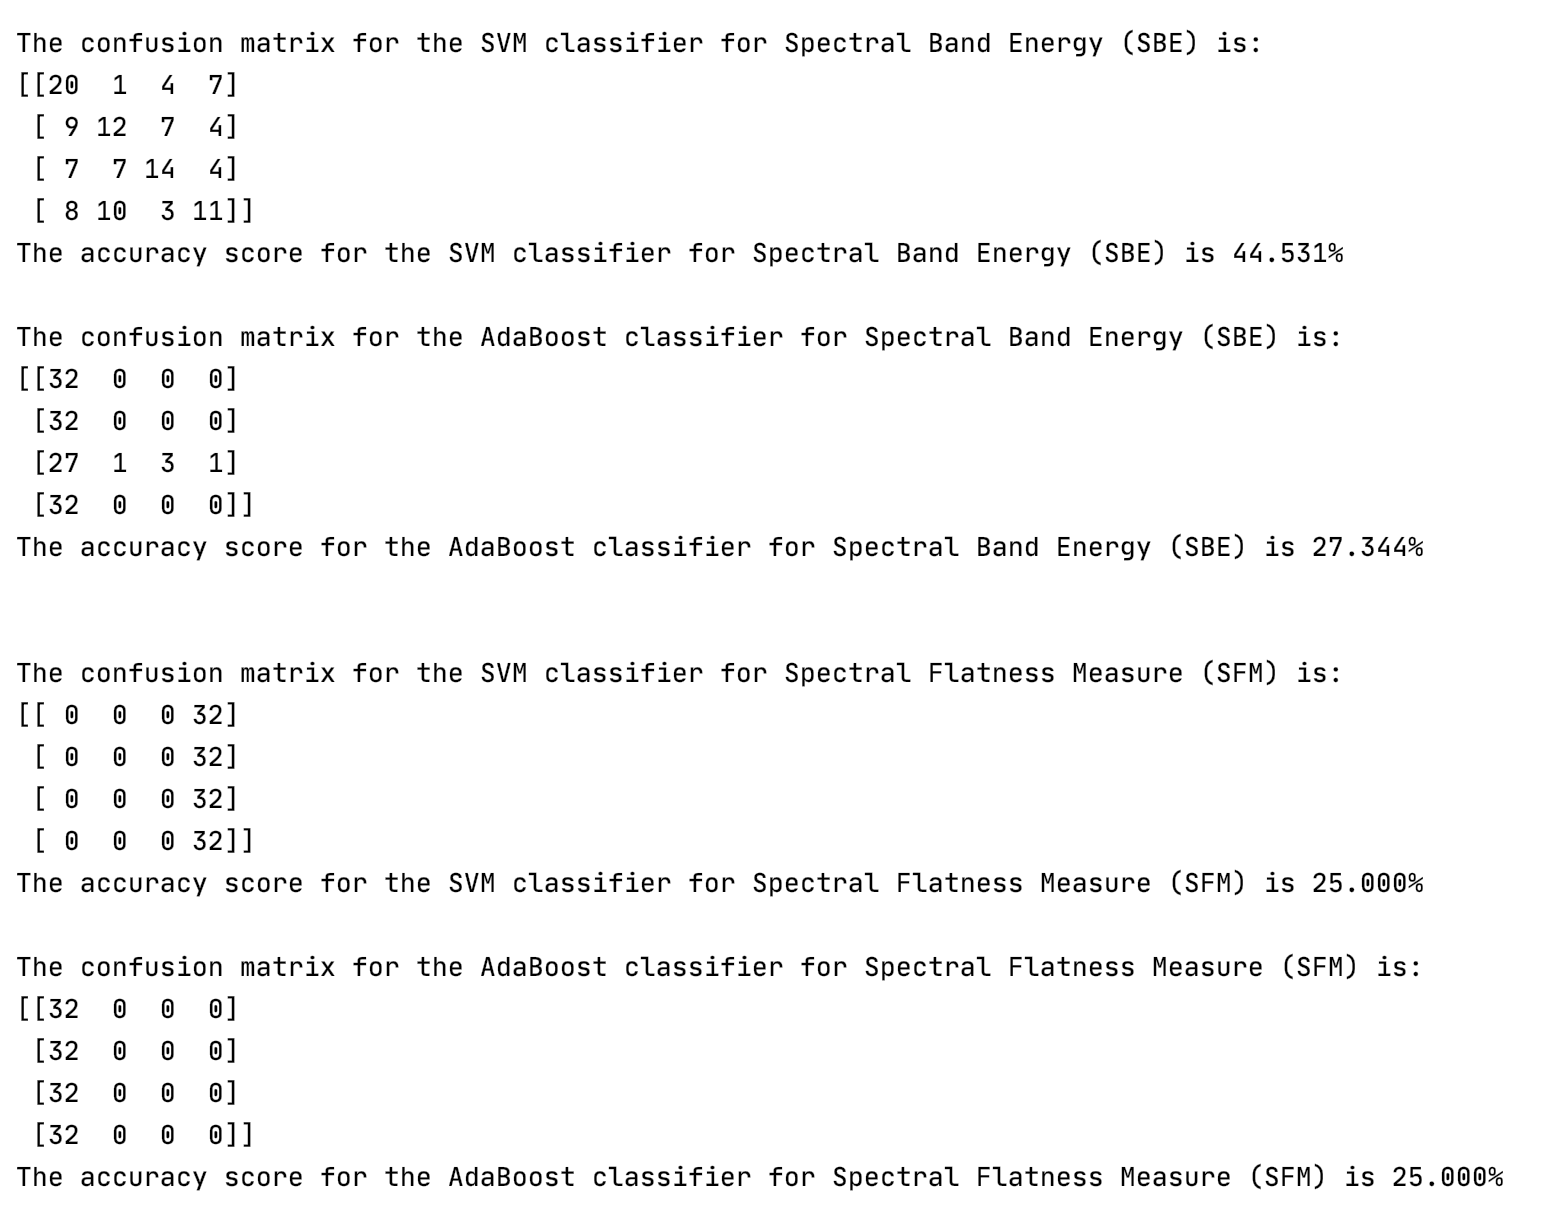 The confusion matrix for the SVM classifier for Spectral Band Energy (SBE) is:
[[20  1  4  7]
 [ 9 12  7  4]
 [ 7  7 14  4]
 [ 8 10  3 11]]
The accuracy score for the SVM classifier for Spectral Band Energy (SBE) is 44.531%
The confusion matrix for the AdaBoost classifier for Spectral Band Energy (SBE) is:
[[32  0  0  0]
 [32  0  0  0]
 [27  1  3  1]
 [32  0  0  0]]
The accuracy score for the AdaBoost classifier for Spectral Band Energy (SBE) is 27.344%
The confusion matrix for the SVM classifier for Spectral Flatness Measure (SFM) is:
[[ 0  0  0 32]
 [ 0  0  0 32]
 [ 0  0  0 32]
 [ 0  0  0 32]]
The accuracy score for the SVM classifier for Spectral Flatness Measure (SFM) is 25.000%
The confusion matrix for the AdaBoost classifier for Spectral Flatness Measure (SFM) is:
[[32  0  0  0]
 [32  0  0  0]
 [32  0  0  0]
 [32  0  0  0]]
The accuracy score for the AdaBoost classifier for Spectral Flatness Measure (SFM) is 25.000%